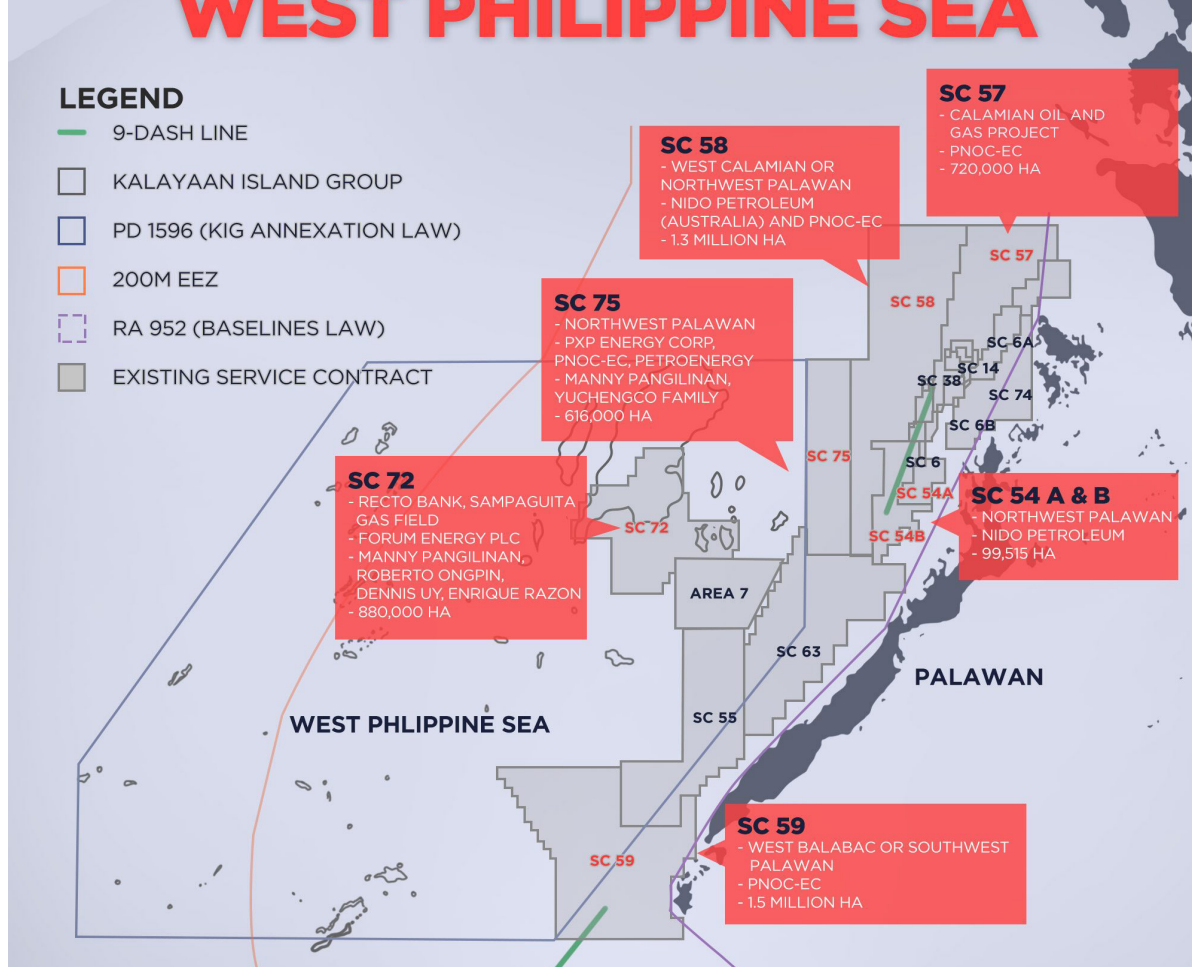 WEST PHILIPPINE SEA
LEGEND
9-DASH LINE
KALAYAAN ISLAND GROUP
PD 1596 (KIG ANNEXATION LAW)
200M EEZ
RA 952 (BASELINES LAW)
EXISTING SERVICE CONTRACT
SC 57
- CALAMIAN OIL AND
GAS PROJECT
- PNOC-EC
- 720,000 HA
SC 58
- WEST CALAMIAN OR
NORTHWEST PALAWAN
- NIDO PETROLEUM
(AUSTRALIA) AND PNOC-EC
- 1.3 MILLION HA
SC 75
- NORTHWEST PALAWAN
- PXP ENERGY CORP,
PNOC-EC, PETROENERGY
- MANNY PANGILINAN,
YUCHENGCO FAMILY
- 616,000 HA
SC 72
- RECTO BANK, SAMPAGUITA
GAS FIELD
- FORUM ENERGY PLC
- MANNY PANGILINAN,
ROBERTO ONGPIN,
DENNIS UY, ENRIQUE RAZON
- 880,000 HA
SC 54 A & B
- NORTHWEST PALAWAN
- NIDO PETROLEUM
- 99,515 HA
SC 59
- WEST BALABAC OR SOUTHWEST
PALAWAN
- PNOC-EC
- 1.5 MILLION HA
SC 57
SC 58
SC 6A
SC 14
SC 38
SC 74
SC 6B
SC 75
SC 6
SC 54A
SC 72
SC 54B
AREA 7
SC 63
PALAWAN
SC 55
WEST PHLIPPINE SEA
SC 59